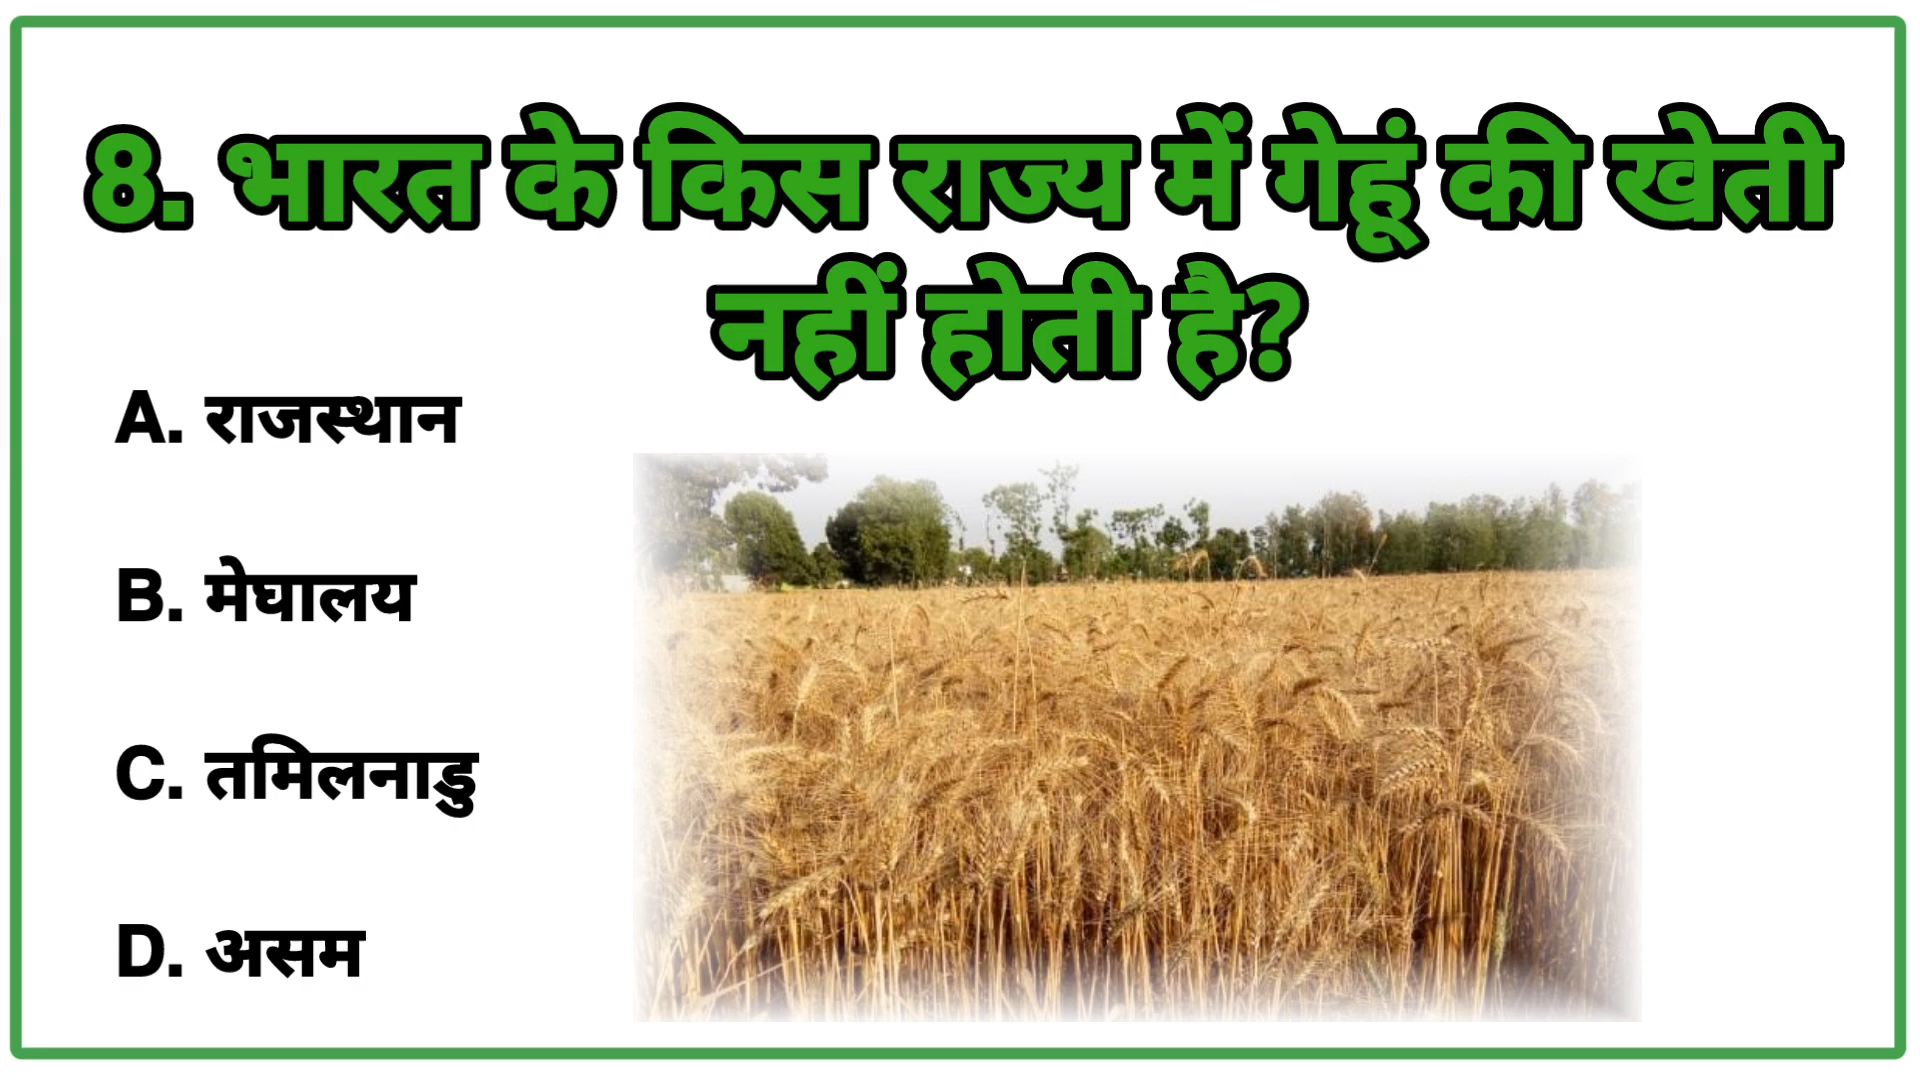 8. भारत के किस राज्य में गेहूं की खेती
नहीं होती है?
A. राजस्थान
B. मेघालय
C. तमिलनाडु
D. असम